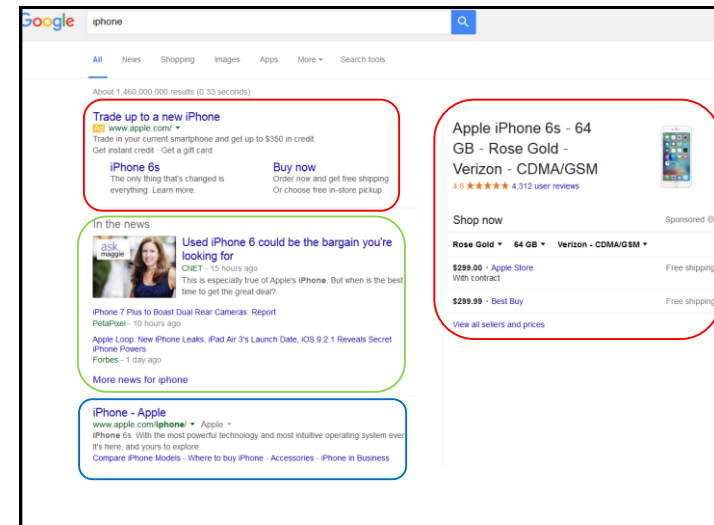 Google
iphone
All News Shopping Images Apps More Search tools
About 1,460,000,000 results (0.33 seconds)
Trade up to a new iPhone
Ad www.apple.com/
Trade in your current smartphone and get up to $350 in credit.
Get instant credit · Get a gift card
iPhone 6s
The only thing that's changed is
everything. Learn more.
Buy now
Order now and get free shipping.
Or choose free in-store pickup.
In the news
ask
maggie
Used iPhone 6 could be the bargain you're
looking for
CNET - 15 hours ago
This is especially true of Apple's iPhone. But when is the best
time to get the great deal?
iPhone 7 Plus to Boast Dual Rear Cameras: Report
PetaPixel - 10 hours ago
Apple Loop: New iPhone Leaks, iPad Air 3's Launch Date, iOS 9.2.1 Reveals Secret
iPhone Powers
Forbes - 1 day ago
More news for iphone
iPhone - Apple
www.apple.com/iphone/ Apple
iPhone 6s. With the most powerful technology and most intuitive operating system ever.
It's here, and yours to explore.
Compare iPhone Models - Where to buy iPhone - Accessories - iPhone in Business
Apple iPhone 6s - 64
GB - Rose Gold -
Verizon - CDMA/GSM
4.6 ★★★★★ 4,312 user reviews
Shop now Sponsored
Rose Gold 64 GB Verizon - CDMA/GSM
$299.00 · Apple Store Free shipping
With contract
$299.99 · Best Buy Free shipping
View all sellers and prices